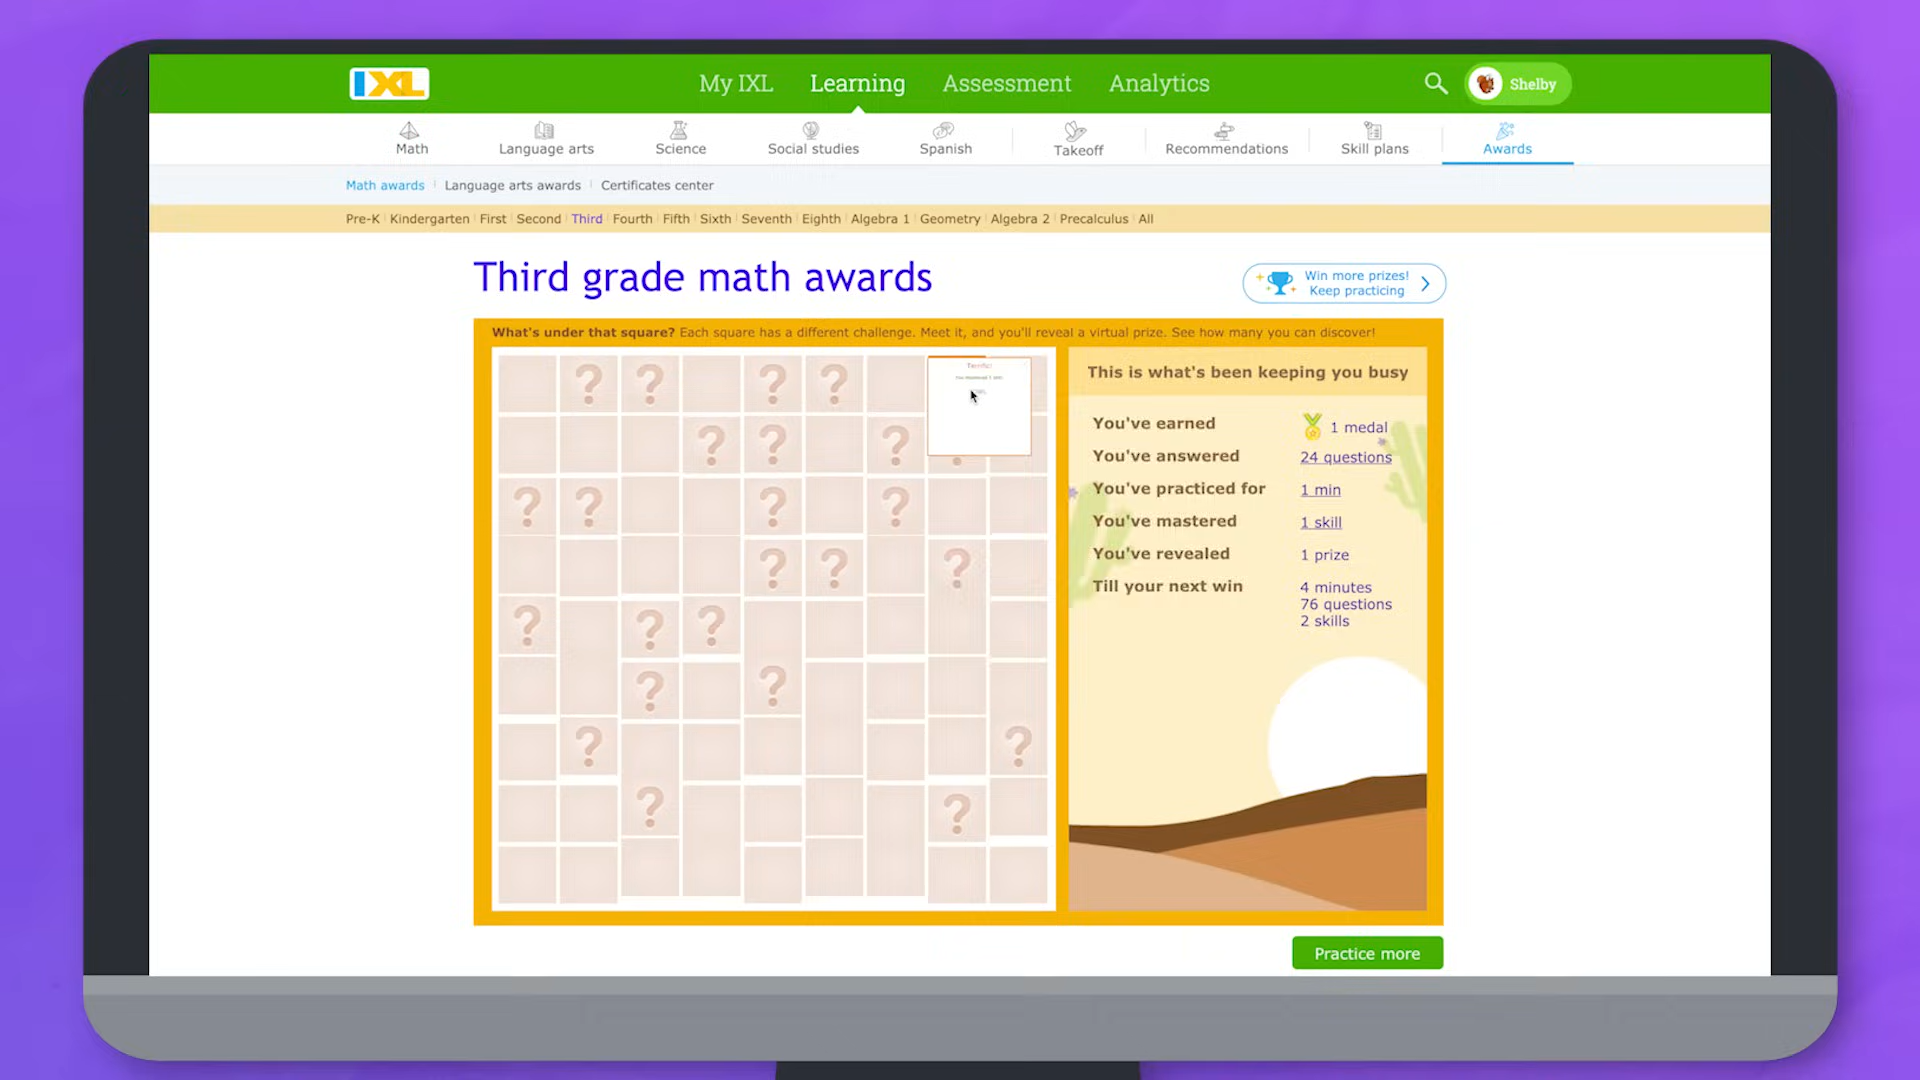 IXL
My IXL Learning Assessment Analytics Shelby
Math Language arts Science Social studies Spanish Takeoff Recommendations Skill plans Awards
Math awards Language arts awards Certificates center
Pre-K Kindergarten First Second Third Fourth Fifth Sixth Seventh Eighth Algebra 1 Geometry Algebra 2 Precalculus All
Third grade math awards
Win more prizes!
Keep practicing
What's under that square? Each square has a different challenge. Meet it, and you'll reveal a virtual prize. See how many you can discover!
? ? ? ?
Terrific!
? ? ? ?
? ? ? ?
? ? ?
? ? ?
? ?
? ?
? ?
This is what's been keeping you busy
You've earned 1 medal
You've answered 24 questions
You've practiced for 1 min
You've mastered 1 skill
You've revealed 1 prize
Till your next win 4 minutes
76 questions
2 skills
Practice more